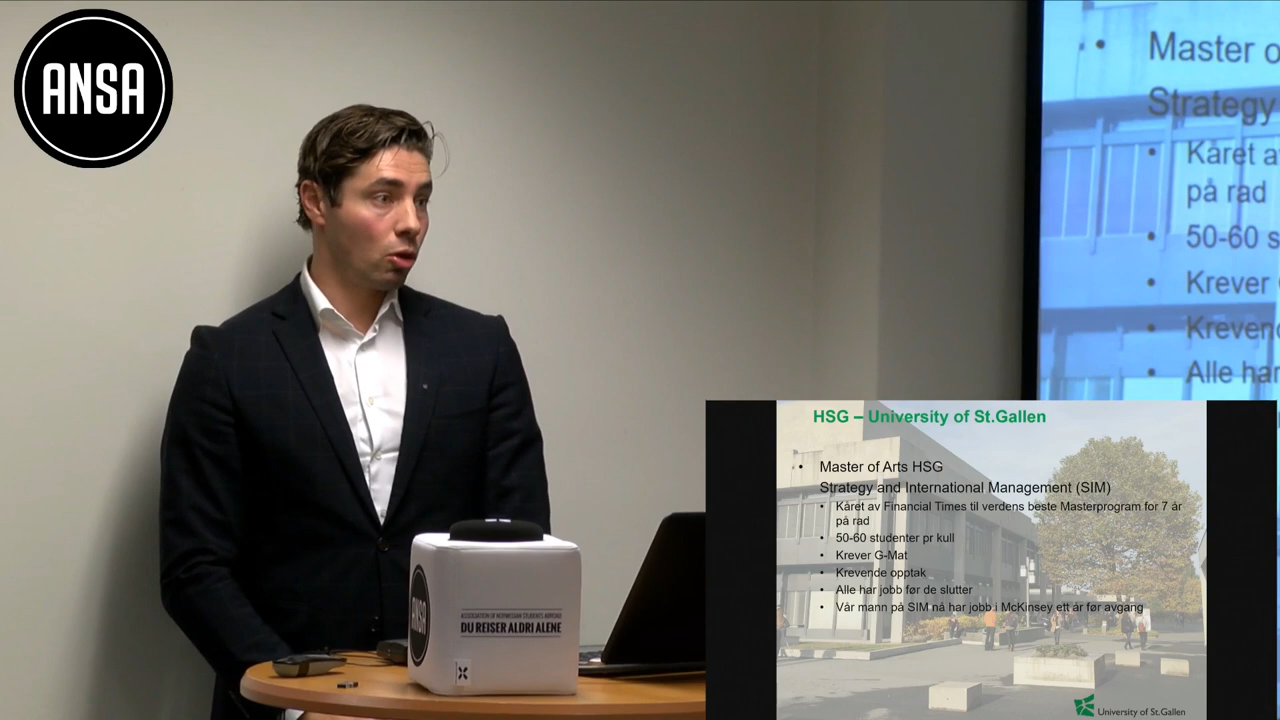 ANSA
Master o
Strategy
Kåret av
på rad
50-60 s
Krever
Krevend
Alle har
HSG – University of St.Gallen
Master of Arts HSG
Strategy and International Management (SIM)
Kåret av Financial Times til verdens beste Masterprogram for 7 år
på rad
50-60 studenter pr kull
Krever G-Mat
Krevende opptak
Alle har jobb før de slutter
Vår mann på SIM nå har jobb i McKinsey ett år før avgang
University of St.Gallen
ANSA
ASSOCIATION OF NORWEGIAN STUDENTS ABROAD
DU REISER ALDRI ALENE